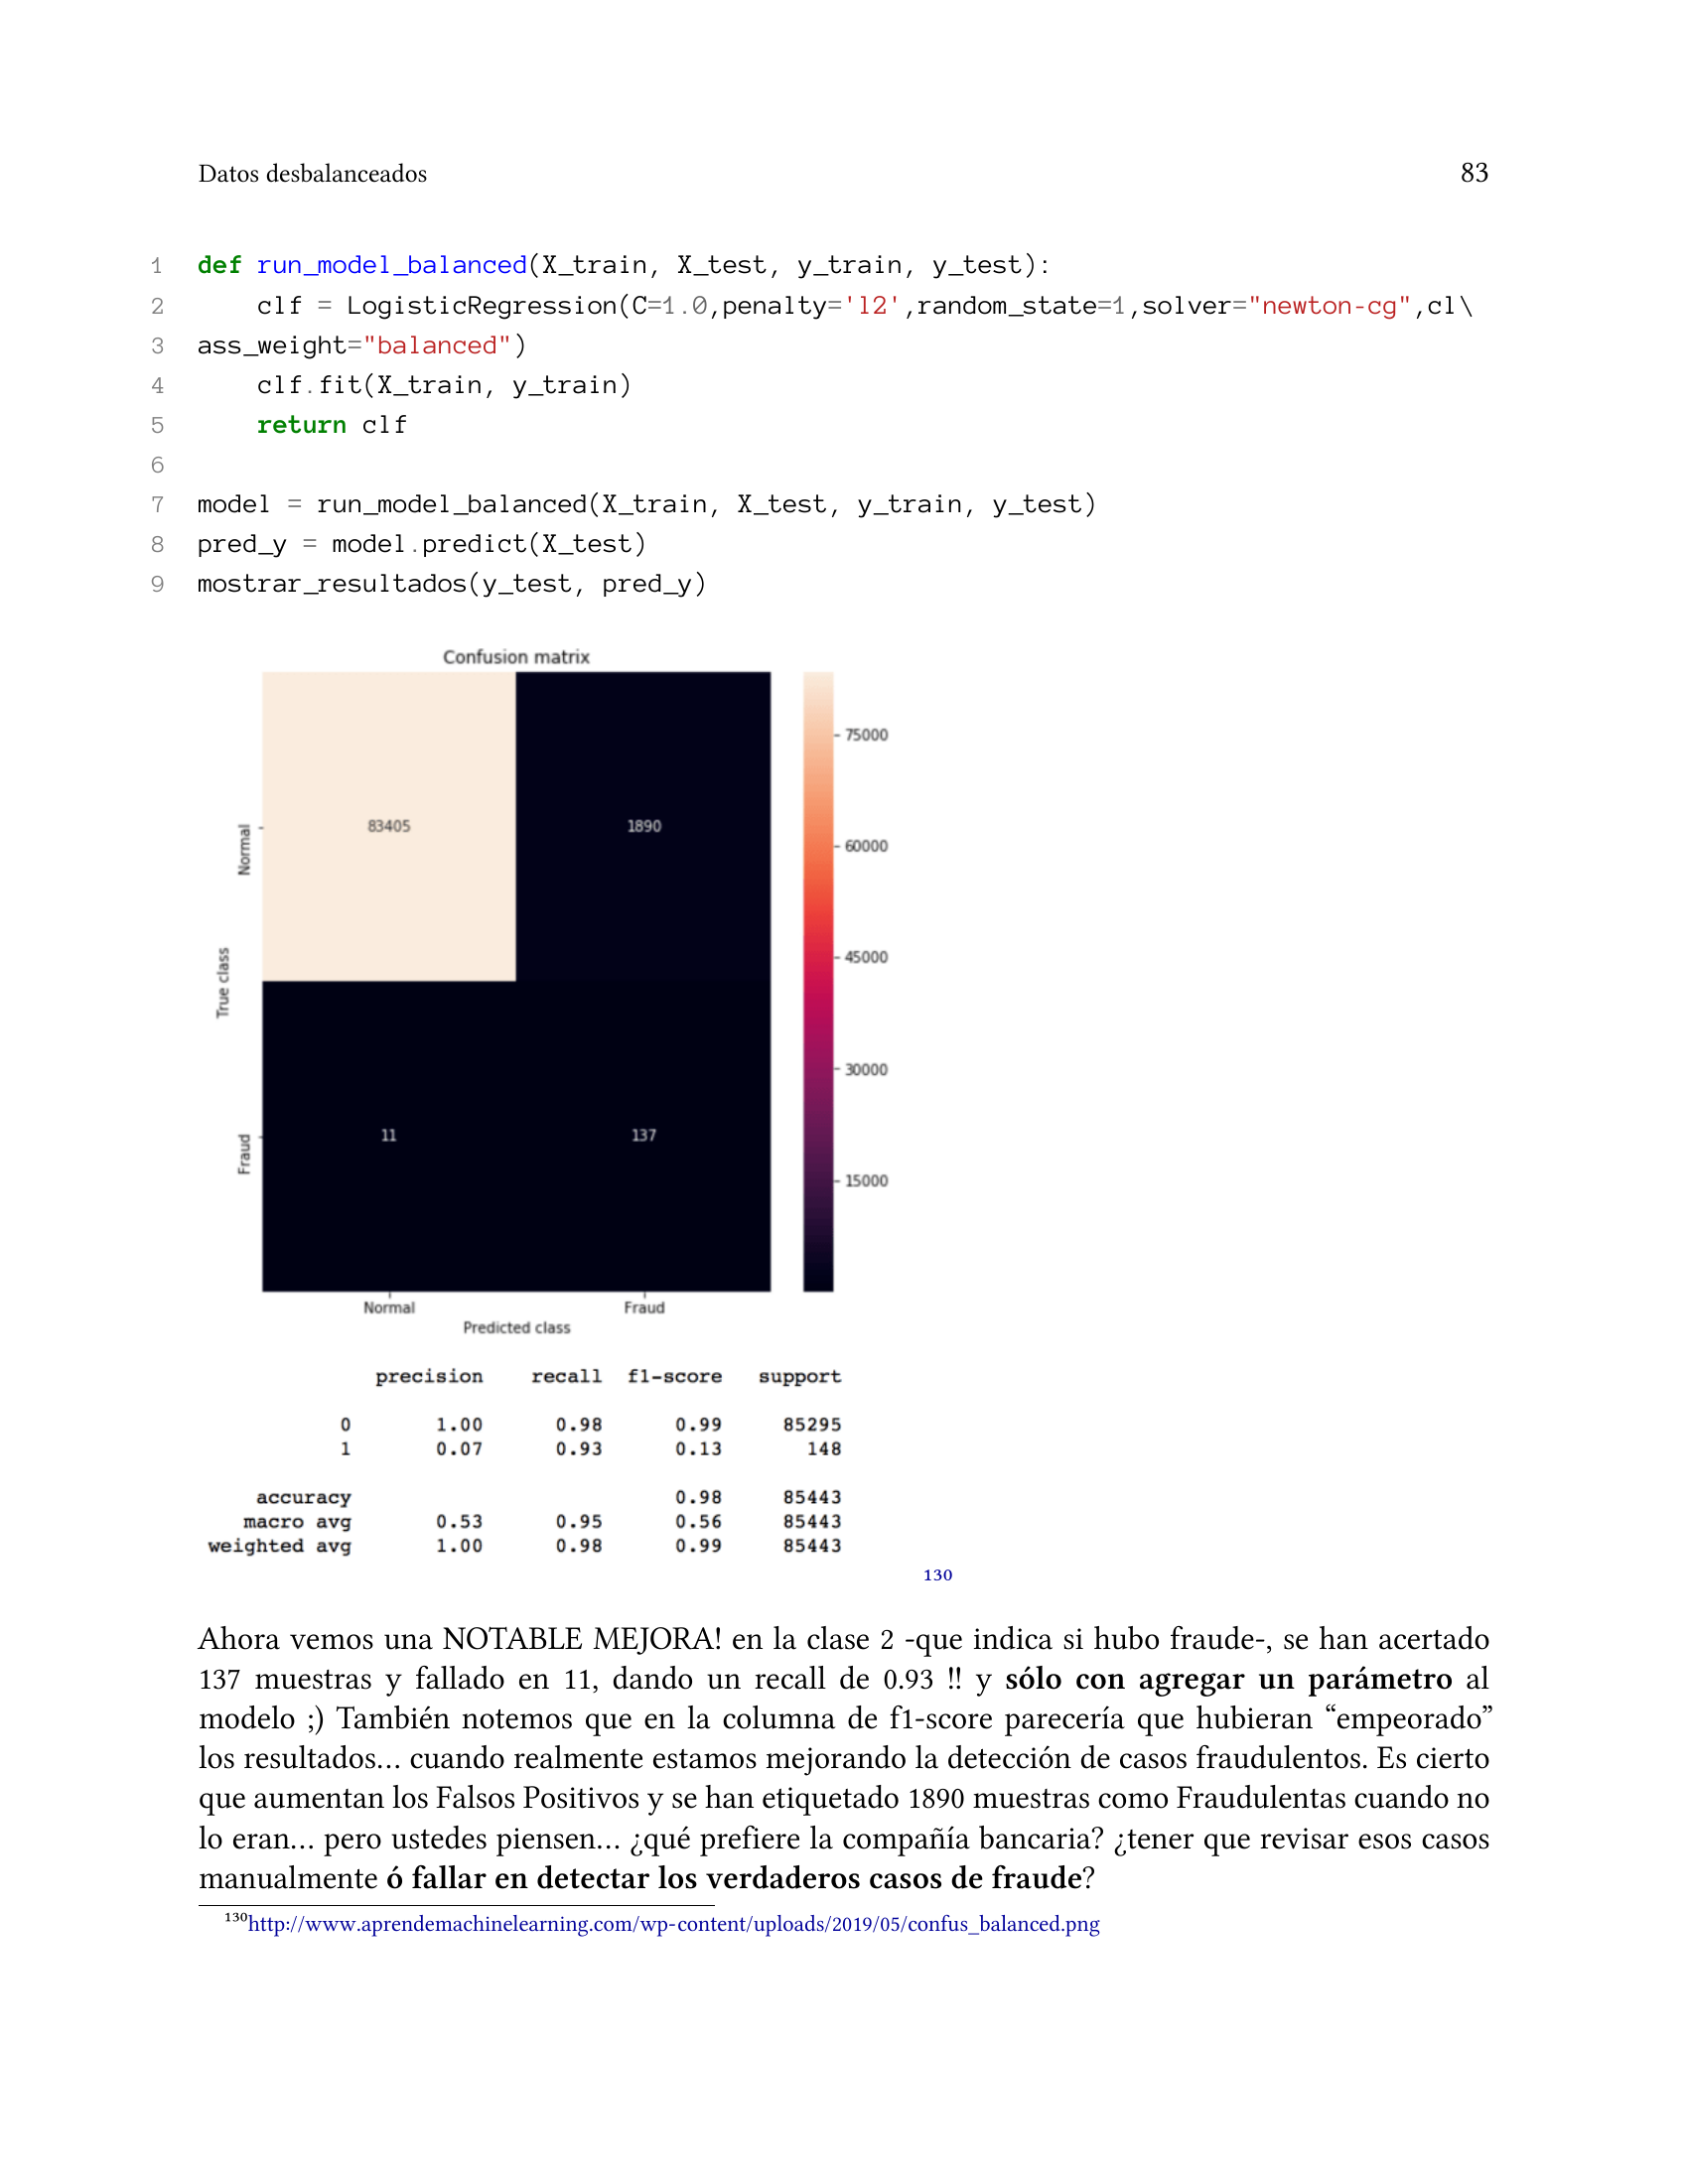 Datos desbalanceados 83
1 def run_model_balanced(X_train, X_test, y_train, y_test):
2     clf = LogisticRegression(C=1.0,penalty='l2',random_state=1,solver="newton-cg",cl\
3 ass_weight="balanced")
4     clf.fit(X_train, y_train)
5     return clf
6
7 model = run_model_balanced(X_train, X_test, y_train, y_test)
8 pred_y = model.predict(X_test)
9 mostrar_resultados(y_test, pred_y)
Confusion matrix
75000
83405 1890
Normal
60000
True class
45000
30000
11 137
Fraud
15000
Normal Fraud
Predicted class
precision recall f1-score support
0 1.00 0.98 0.99 85295
1 0.07 0.93 0.13 148
accuracy 0.98 85443
macro avg 0.53 0.95 0.56 85443
weighted avg 1.00 0.98 0.99 85443
130
Ahora vemos una NOTABLE MEJORA! en la clase 2 -que indica si hubo fraude-, se han acertado
137 muestras y fallado en 11, dando un recall de 0.93 !! y sólo con agregar un parámetro al
modelo ;) También notemos que en la columna de f1-score parecería que hubieran “empeorado”
los resultados… cuando realmente estamos mejorando la detección de casos fraudulentos. Es cierto
que aumentan los Falsos Positivos y se han etiquetado 1890 muestras como Fraudulentas cuando no
lo eran… pero ustedes piensen… ¿qué prefiere la compañía bancaria? ¿tener que revisar esos casos
manualmente ó fallar en detectar los verdaderos casos de fraude?
130http://www.aprendemachinelearning.com/wp-content/uploads/2019/05/confus_balanced.png